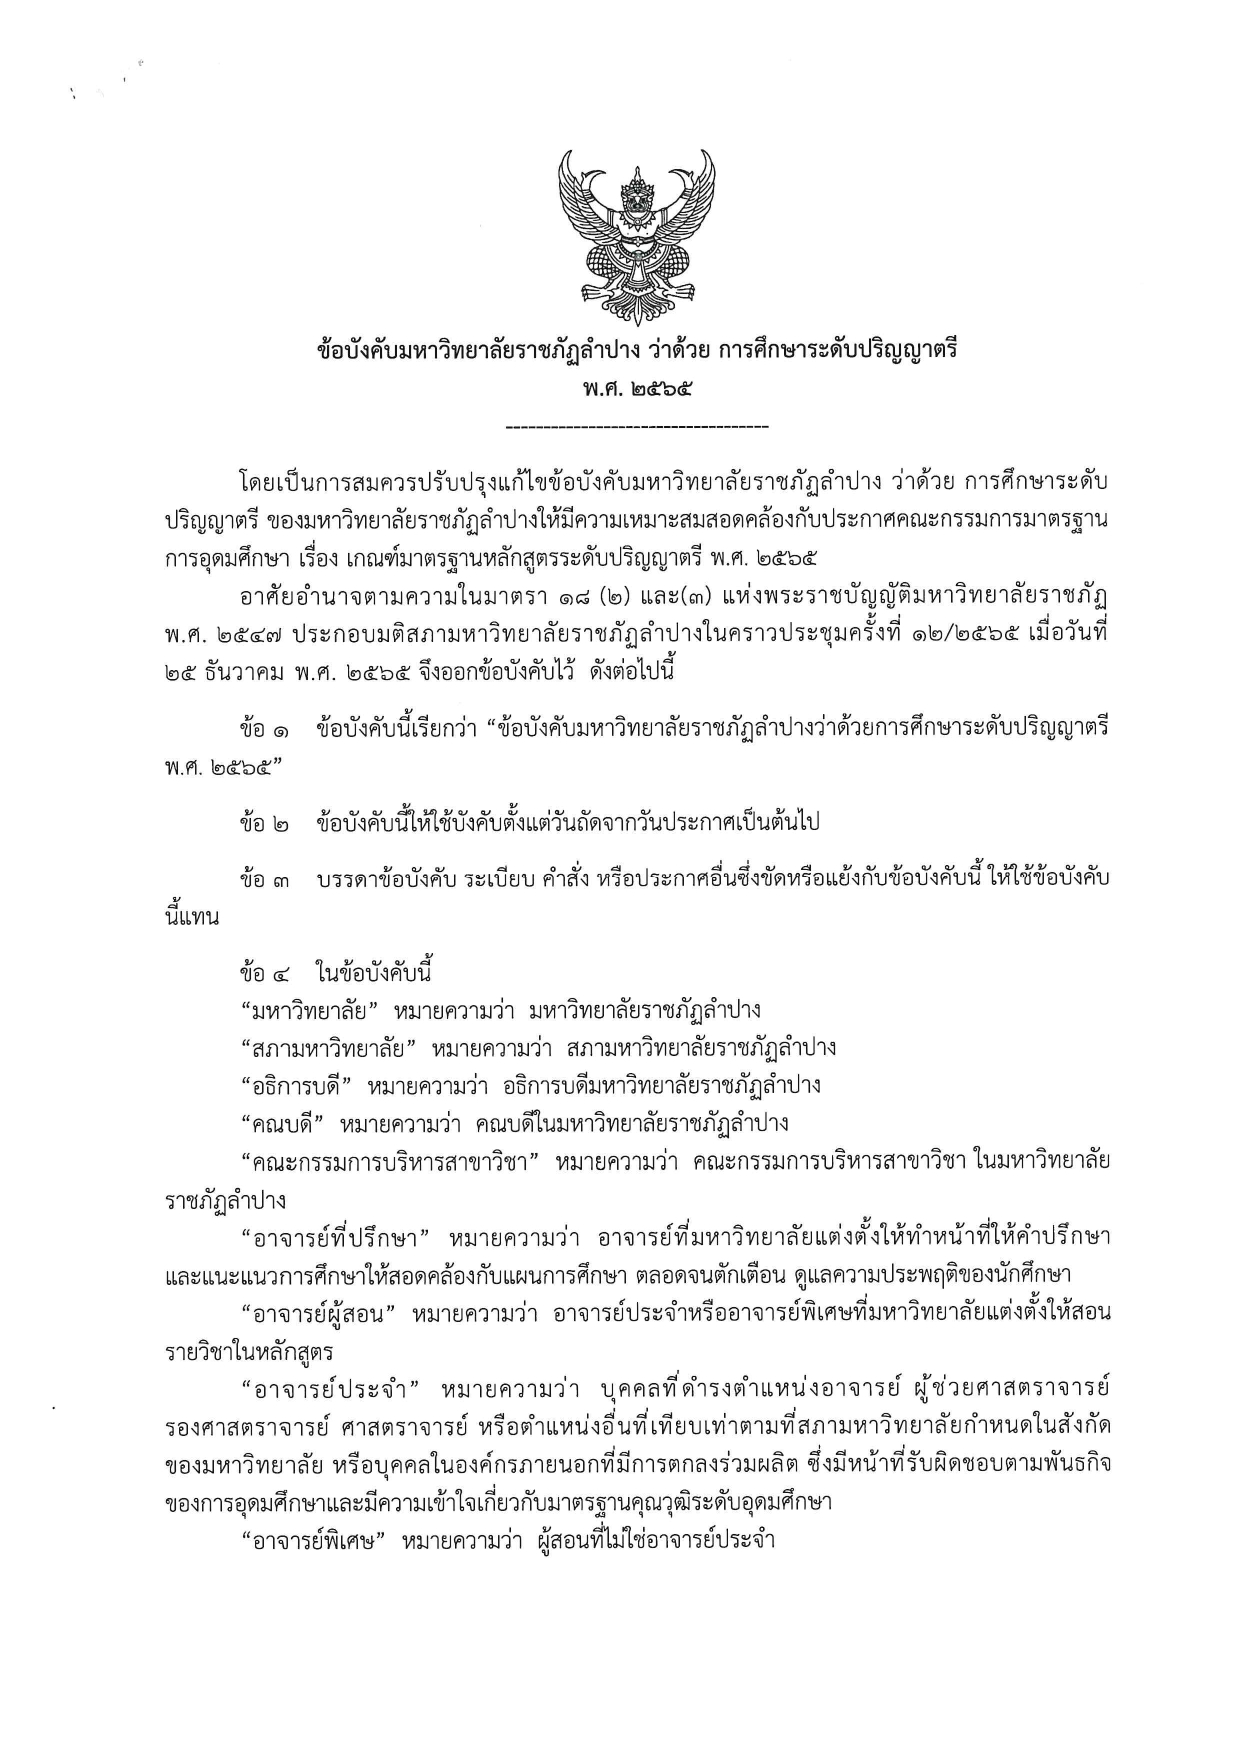 ข้อบังคับมหาวิทยาลัยราชภัฏลำปาง ว่าด้วย การศึกษาระดับปริญญาตรี
พ.ศ. ๒๕๖๕
-----------------------------------
โดยเป็นการสมควรปรับปรุงแก้ไขข้อบังคับมหาวิทยาลัยราชภัฏลำปาง ว่าด้วย การศึกษาระดับ
ปริญญาตรี ของมหาวิทยาลัยราชภัฏลำปางให้มีความเหมาะสมสอดคล้องกับประกาศคณะกรรมการมาตรฐาน
การอุดมศึกษา เรื่อง เกณฑ์มาตรฐานหลักสูตรระดับปริญญาตรี พ.ศ. ๒๕๖๕
อาศัยอำนาจตามความในมาตรา ๑๘ (๒) และ(๓) แห่งพระราชบัญญัติมหาวิทยาลัยราชภัฏ
พ.ศ. ๒๕๔๗ ประกอบมติสภามหาวิทยาลัยราชภัฏลำปางในคราวประชุมครั้งที่ ๑๒/๒๕๖๕ เมื่อวันที่
๒๕ ธันวาคม พ.ศ. ๒๕๖๕ จึงออกข้อบังคับไว้ ดังต่อไปนี้
ข้อ ๑ ข้อบังคับนี้เรียกว่า “ข้อบังคับมหาวิทยาลัยราชภัฏลำปางว่าด้วยการศึกษาระดับปริญญาตรี
พ.ศ. ๒๕๖๕”
ข้อ ๒ ข้อบังคับนี้ให้ใช้บังคับตั้งแต่วันถัดจากวันประกาศเป็นต้นไป
ข้อ ๓ บรรดาข้อบังคับ ระเบียบ คำสั่ง หรือประกาศอื่นซึ่งขัดหรือแย้งกับข้อบังคับนี้ ให้ใช้ข้อบังคับ
นี้แทน
ข้อ ๔ ในข้อบังคับนี้
“มหาวิทยาลัย” หมายความว่า มหาวิทยาลัยราชภัฏลำปาง
“สภามหาวิทยาลัย” หมายความว่า สภามหาวิทยาลัยราชภัฏลำปาง
“อธิการบดี” หมายความว่า อธิการบดีมหาวิทยาลัยราชภัฏลำปาง
“คณบดี” หมายความว่า คณบดีในมหาวิทยาลัยราชภัฏลำปาง
“คณะกรรมการบริหารสาขาวิชา” หมายความว่า คณะกรรมการบริหารสาขาวิชา ในมหาวิทยาลัย
ราชภัฏลำปาง
“อาจารย์ที่ปรึกษา” หมายความว่า อาจารย์ที่มหาวิทยาลัยแต่งตั้งให้ทำหน้าที่ให้คำปรึกษา
และแนะแนวการศึกษาให้สอดคล้องกับแผนการศึกษา ตลอดจนตักเตือน ดูแลความประพฤติของนักศึกษา
“อาจารย์ผู้สอน” หมายความว่า อาจารย์ประจำหรืออาจารย์พิเศษที่มหาวิทยาลัยแต่งตั้งให้สอน
รายวิชาในหลักสูตร
“อาจารย์ประจำ” หมายความว่า บุคคลที่ดำรงตำแหน่งอาจารย์ ผู้ช่วยศาสตราจารย์
รองศาสตราจารย์ ศาสตราจารย์ หรือตำแหน่งอื่นที่เทียบเท่าตามที่สภามหาวิทยาลัยกำหนดในสังกัด
ของมหาวิทยาลัย หรือบุคคลในองค์กรภายนอกที่มีการตกลงร่วมผลิต ซึ่งมีหน้าที่รับผิดชอบตามพันธกิจ
ของการอุดมศึกษาและมีความเข้าใจเกี่ยวกับมาตรฐานคุณวุฒิระดับอุดมศึกษา
“อาจารย์พิเศษ” หมายความว่า ผู้สอนที่ไม่ใช่อาจารย์ประจำ